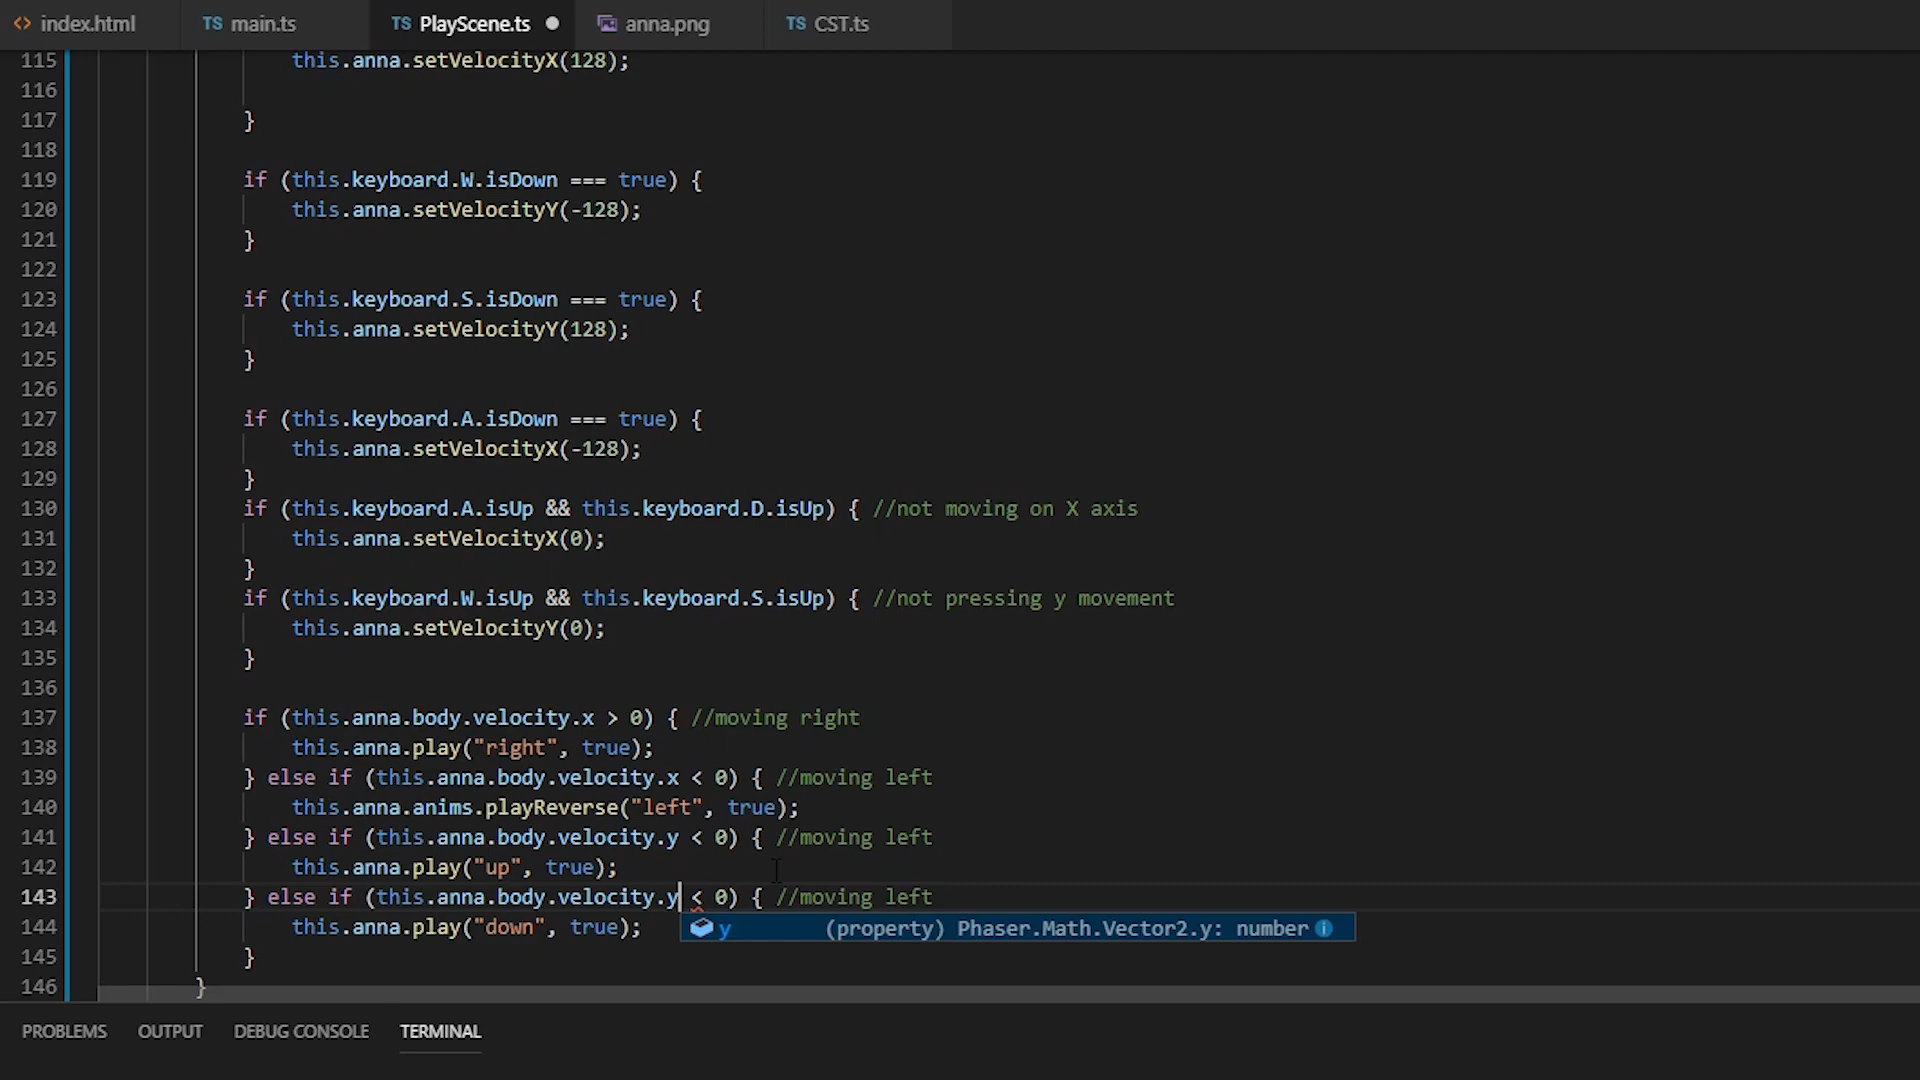 <> index.html TS main.ts TS PlayScene.ts ● anna.png TS CST.ts
115 this.anna.setVelocityX(128);
116
117 }
118
119 if (this.keyboard.W.isDown === true) {
120 this.anna.setVelocityY(-128);
121 }
122
123 if (this.keyboard.S.isDown === true) {
124 this.anna.setVelocityY(128);
125 }
126
127 if (this.keyboard.A.isDown === true) {
128 this.anna.setVelocityX(-128);
129 }
130 if (this.keyboard.A.isUp && this.keyboard.D.isUp) { //not moving on X axis
131 this.anna.setVelocityX(0);
132 }
133 if (this.keyboard.W.isUp && this.keyboard.S.isUp) { //not pressing y movement
134 this.anna.setVelocityY(0);
135 }
136
137 if (this.anna.body.velocity.x > 0) { //moving right
138 this.anna.play("right", true);
139 } else if (this.anna.body.velocity.x < 0) { //moving left
140 this.anna.anims.playReverse("left", true);
141 } else if (this.anna.body.velocity.y < 0) { //moving left
142 this.anna.play("up", true);
143 } else if (this.anna.body.velocity.y < 0) { //moving left
144 this.anna.play("down", true);
y (property) Phaser.Math.Vector2.y: number
145 }
146 }
PROBLEMS OUTPUT DEBUG CONSOLE TERMINAL